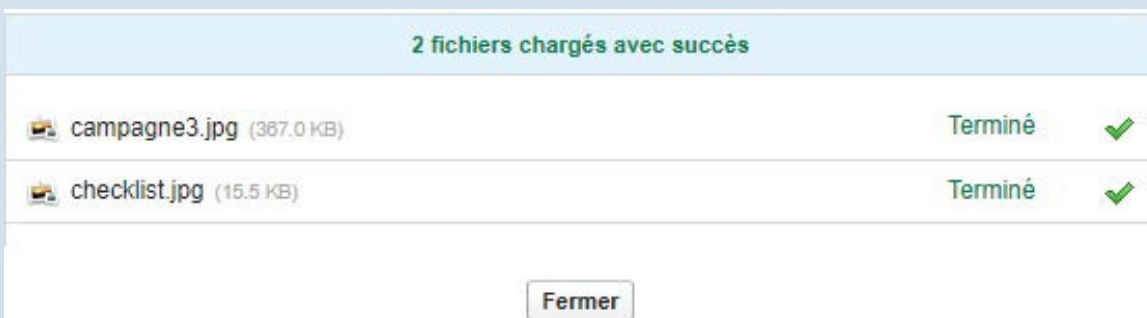 2 fichiers chargés avec succès
campagne3.jpg (367.0 KB) Terminé
checklist.jpg (15.5 KB) Terminé
Fermer